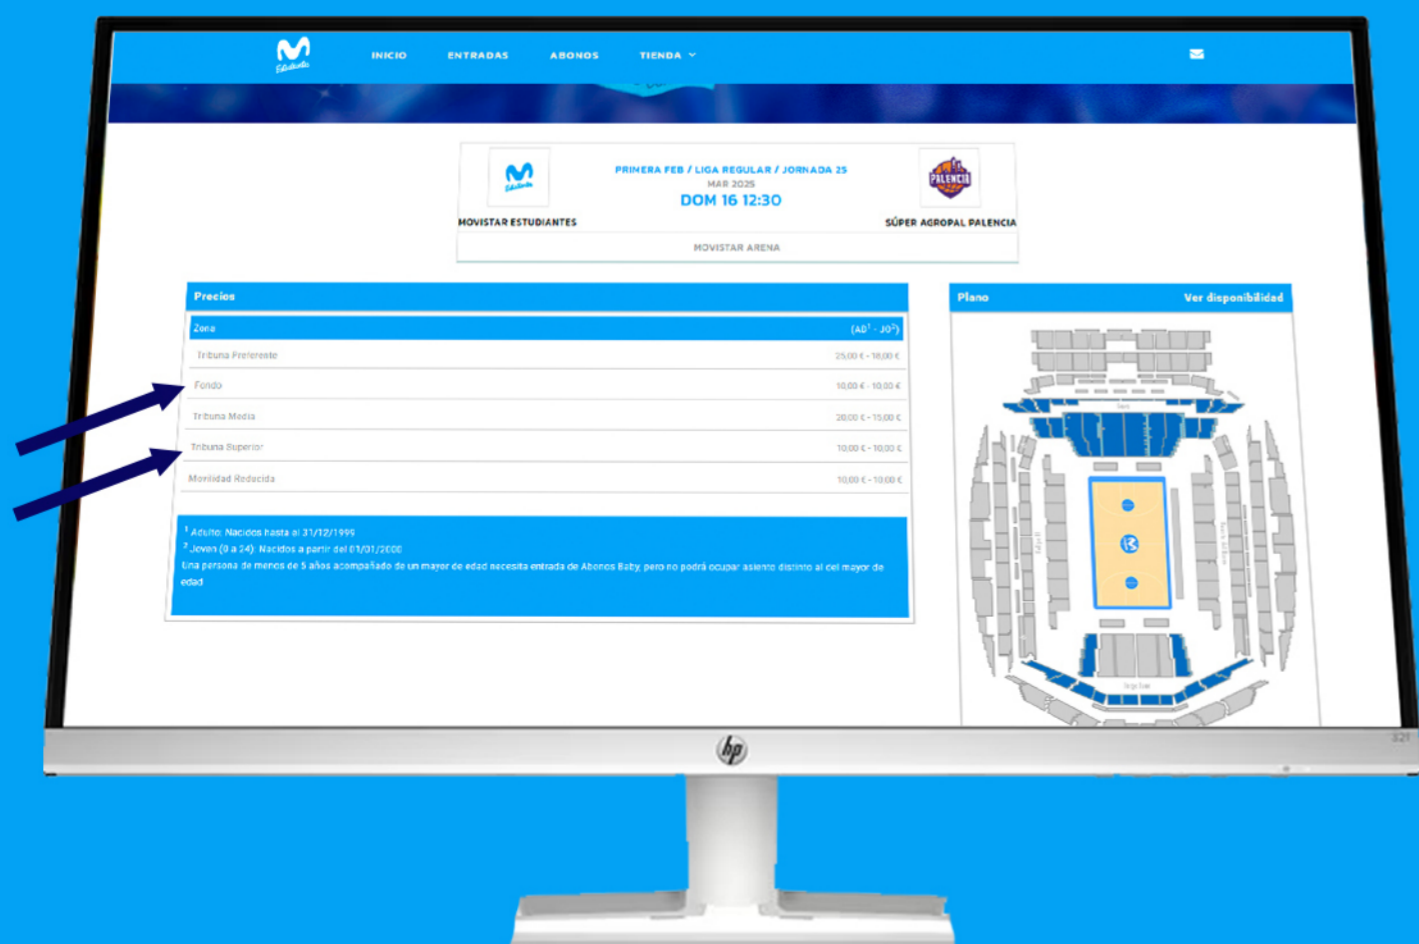 Estudiantes
INICIO ENTRADAS ABONOS TIENDA
PRIMERA FEB / LIGA REGULAR / JORNADA 25
MAR 2025
DOM 16 12:30
Estudiantes
PALENCIA
MOVISTAR ESTUDIANTES SÚPER AGROPAL PALENCIA
MOVISTAR ARENA
Precios
Zona (AD¹ - JO²)
Tribuna Preferente 25,00 € - 18,00 €
Fondo 10,00 € - 10,00 €
Tribuna Media 20,00 € - 15,00 €
Tribuna Superior 10,00 € - 10,00 €
Movilidad Reducida 10,00 € - 10,00 €
¹ Adulto: Nacidos hasta el 31/12/1999
² Joven (0 a 24): Nacidos a partir del 01/01/2000
Una persona de menos de 5 años acompañado de un mayor de edad necesita entrada de Abonos Baby, pero no podrá ocupar asiento distinto al del mayor de
edad
Plano Ver disponibilidad
hp